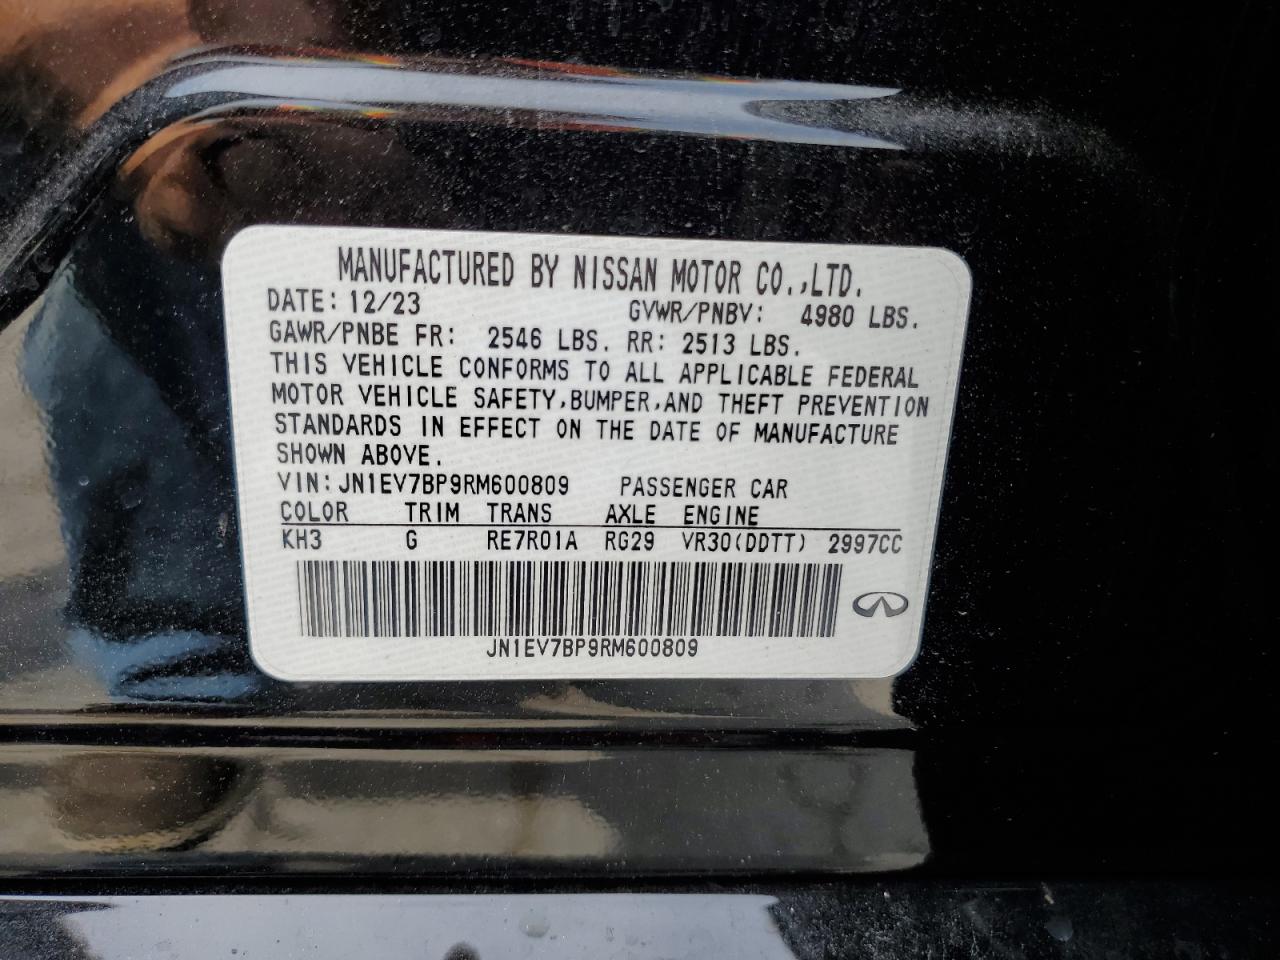 MANUFACTURED BY NISSAN MOTOR CO.,LTD.
DATE: 12/23 GVWR/PNBV: 4980 LBS.
GAWR/PNBE FR: 2546 LBS. RR: 2513 LBS.
THIS VEHICLE CONFORMS TO ALL APPLICABLE FEDERAL
MOTOR VEHICLE SAFETY,BUMPER,AND THEFT PREVENTION
STANDARDS IN EFFECT ON THE DATE OF MANUFACTURE
SHOWN ABOVE.
VIN: JN1EV7BP9RM600809 PASSENGER CAR
COLOR TRIM TRANS AXLE ENGINE
KH3 G RE7R01A RG29 VR30(DDTT) 2997CC
JN1EV7BP9RM600809